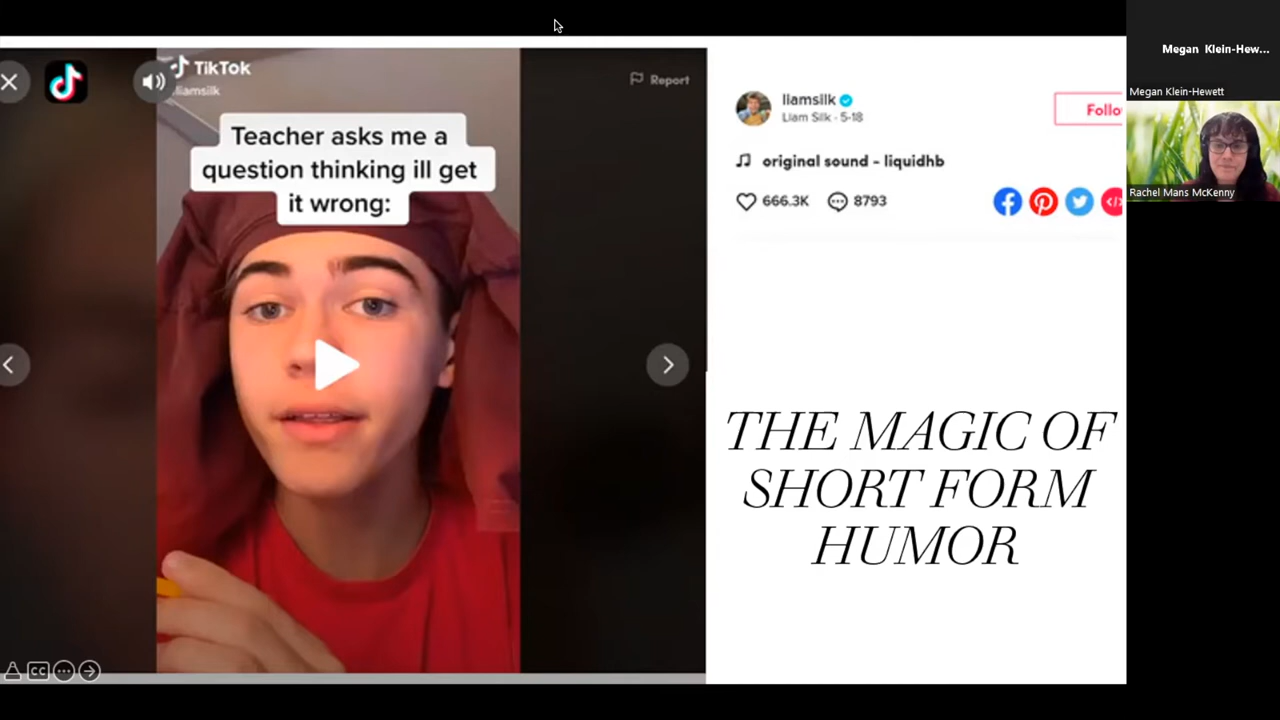 TikTok
liamsilk
Teacher asks me a
question thinking ill get
it wrong:
Report
liamsilk
Liam Silk · 5-18
Follo
original sound - liquidhb
666.3K
8793
THE MAGIC OF
SHORT FORM
HUMOR
CC
Megan Klein-Hew...
Megan Klein-Hewett
Rachel Mans McKenny